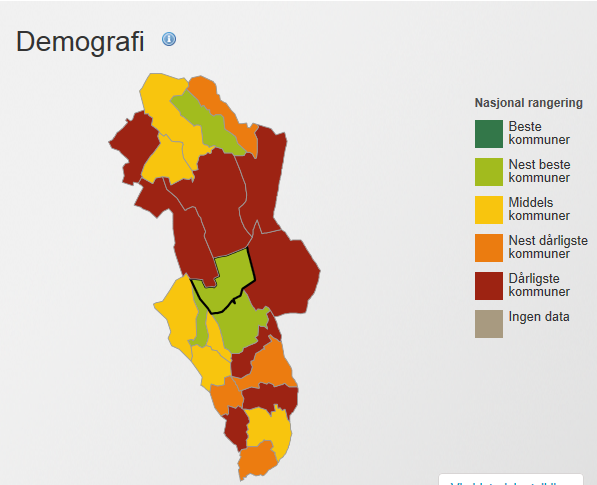 Demografi
Nasjonal rangering
Beste
kommuner
Nest beste
kommuner
Middels
kommuner
Nest dårligste
kommuner
Dårligste
kommuner
Ingen data